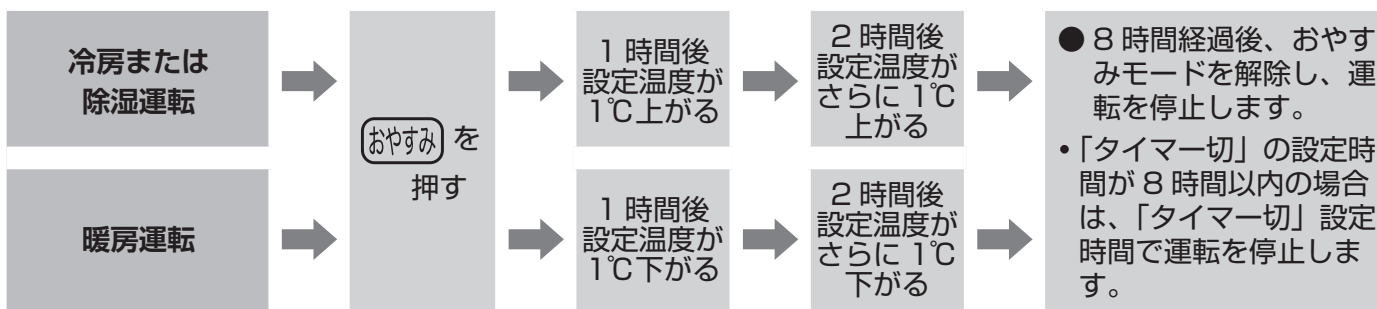 冷房または
除湿運転
おやすみ を
押す
1 時間後
設定温度が
1℃上がる
2 時間後
設定温度が
さらに 1℃
上がる
暖房運転
1 時間後
設定温度が
1℃下がる
2 時間後
設定温度が
さらに 1℃
下がる
● 8 時間経過後、おやす
みモードを解除し、運
転を停止します。
•「タイマー切」の設定時
間が 8 時間以内の場合
は、「タイマー切」設定
時間で運転を停止しま
す。